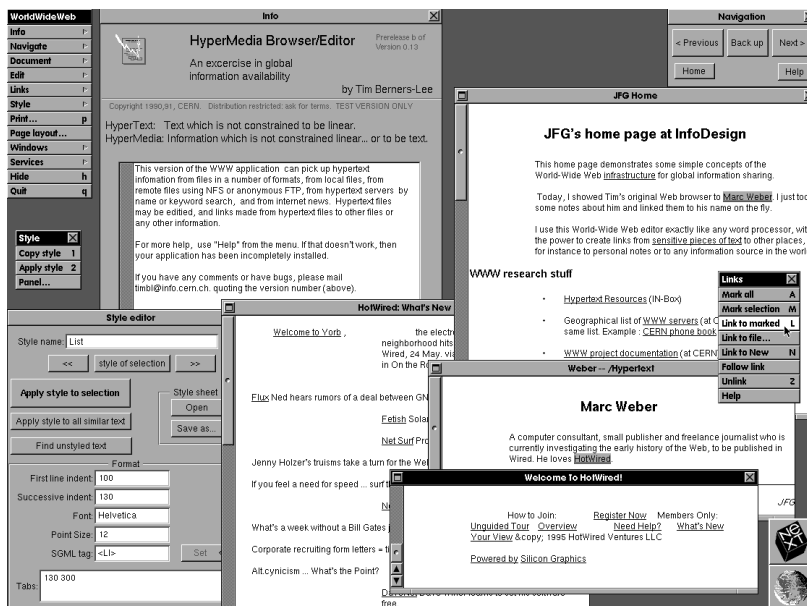 WorldWideWeb
Info
Navigate
Document
Edit
Links
Style
Print... p
Page layout...
Windows
Services
Hide h
Quit q
Style
Copy style 1
Apply style 2
Panel...
Info
HyperMedia Browser/Editor
Prerelease b of
Version 0.13
An excercise in global
information availability
by Tim Berners-Lee
Copyright 1990,91, CERN. Distribution restricted: ask for terms. TEST VERSION ONLY
HyperText: Text which is not constrained to be linear.
HyperMedia: Information which is not constrained linear... or to be text.
This version of the WWW application can pick up hypertext
infomation from files in a number of formats, from local files, from
remote files using NFS or anonymous FTP, from hypertext servers by
name or keyword search, and from internet news. Hypertext files
may be editied, and links made from hypertext files to other files or
any other information.
For more help, use "Help" from the menu. If that doesn't work, then
your application has been incompletely installed.
If you have any comments or have bugs, please mail
timbl@info.cern.ch. quoting the version number (above).
Navigation
< Previous Back up Next >
Home Help
JFG Home
JFG's home page at InfoDesign
This home page demonstrates some simple concepts of the
World-Wide Web infrastructure for global information sharing.
Today, I showed Tim's original Web browser to Marc Weber. I just too
some notes about him and linked them to his name on the fly.
I use this World-Wide Web editor exactly like any word processor, wit
the power to create links from sensitive pieces of text to other places,
for instance to personal notes or to any information source in the world
WWW research stuff
• Hypertext Resources (IN-Box)
• Geographical list of WWW servers (at C
same list. Example : CERN phone book
• WWW project documentation (at CERN
Links
Mark all A
Mark selection M
Link to marked L
Link to file...
Link to New N
Follow link
Unlink Z
Help
Style editor
Style name: List
<< style of selection >>
Apply style to selection
Apply style to all similar text
Find unstyled text
Style sheet
Open
Save as...
Format
First line indent: 100
Successive indent: 130
Font: Helvetica
Point Size: 12
SGML tag: <LI>
Set
Tabs: 130 300
HotWired: What's New
Welcome to Yorb , the electro
neighborhood hits
Wired, 24 May. via
in On the Ro
Flux Ned hears rumors of a deal between GN
Fetish Sola
Net Surf Pro
Jenny Holzer's truisms take a turn for the Wel
If you feel a need for speed ... surf t
Ne
What's a week without a Bill Gates j
Corporate recruiting form letters = ti
Alt.cynicism ... What's the Point?
free
Weber -- /Hypertext
Marc Weber
A computer consultant, small publisher and freelance journalist who is
currently investigating the early history of the Web, to be published in
Wired. He loves HotWired.
JFG
Welcome To HotWired!
How to Join: Register Now Members Only:
Unguided Tour Overview Need Help? What's New
Your View &copy; 1995 HotWired Ventures LLC
Powered by Silicon Graphics
NeXT